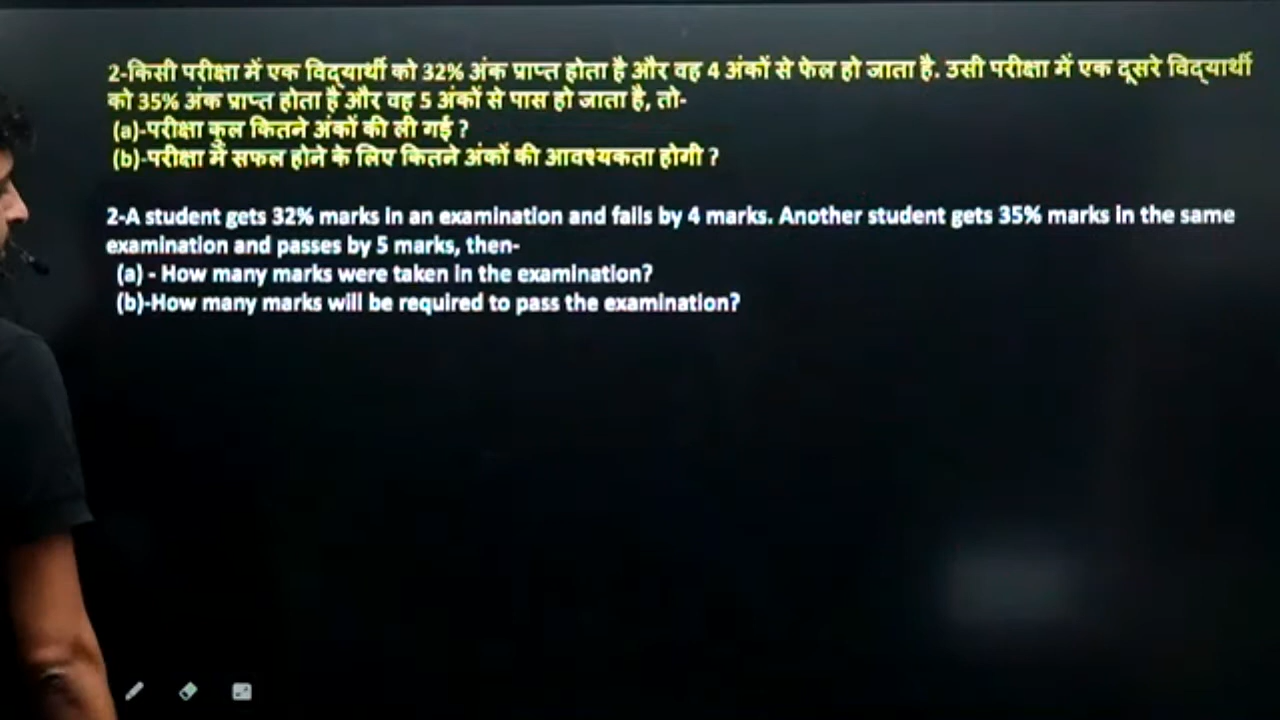 2-किसी परीक्षा में एक विद्यार्थी को 32% अंक प्राप्त होता है और वह 4 अंकों से फेल हो जाता है. उसी परीक्षा में एक दूसरे विद्यार्थी
को 35% अंक प्राप्त होता है और वह 5 अंकों से पास हो जाता है, तो-
(a)-परीक्षा कुल कितने अंकों की ली गई ?
(b)-परीक्षा में सफल होने के लिए कितने अंकों की आवश्यकता होगी ?
2-A student gets 32% marks in an examination and fails by 4 marks. Another student gets 35% marks in the same
examination and passes by 5 marks, then-
(a) - How many marks were taken in the examination?
(b)-How many marks will be required to pass the examination?